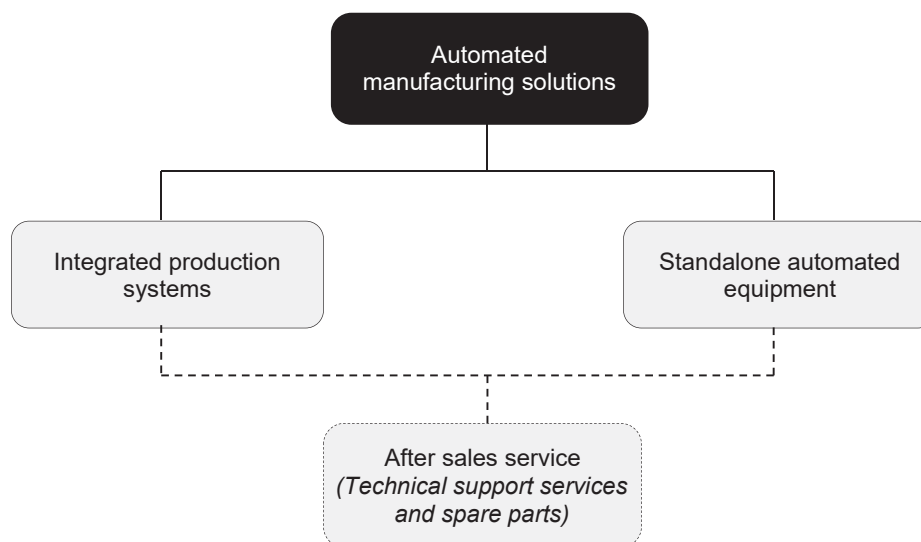 Automated
manufacturing solutions
Integrated production
systems
Standalone automated
equipment
After sales service
(Technical support services
and spare parts)